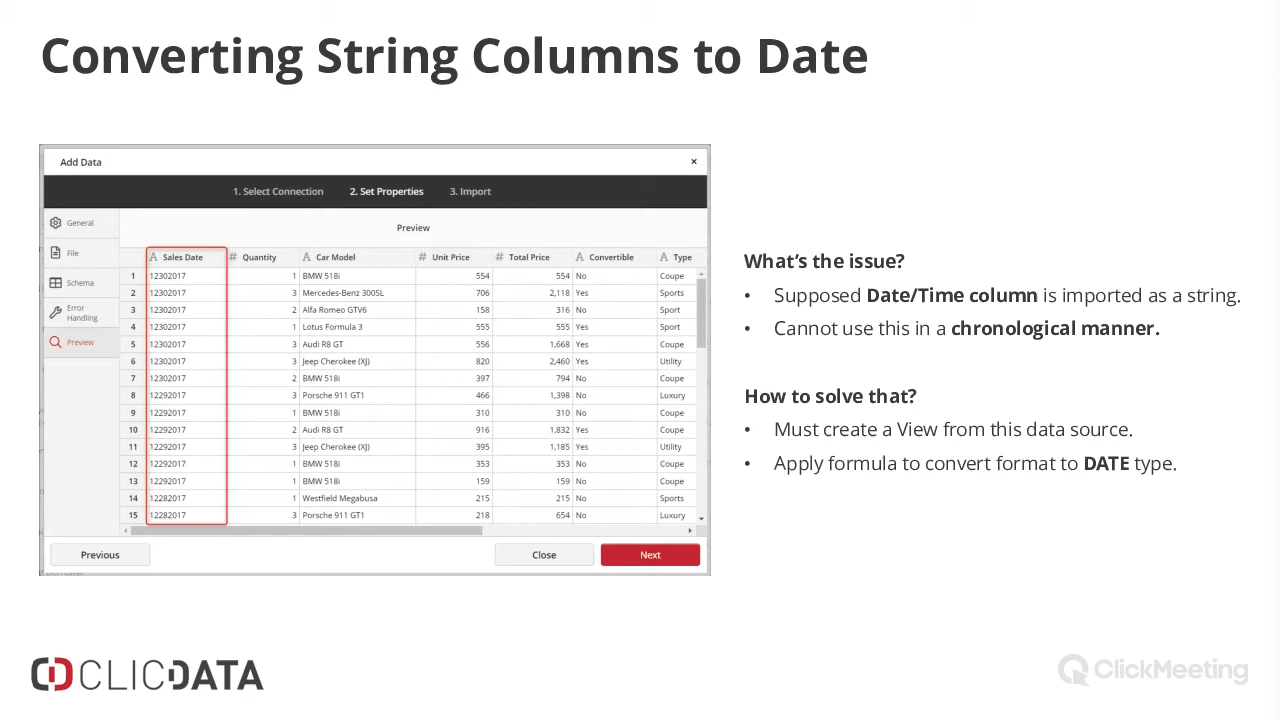 Converting String Columns to Date
Add Data ×
1. Select Connection 2. Set Properties 3. Import
General
File
Schema
Error
Handling
Preview
Preview
A Sales Date # Quantity A Car Model # Unit Price # Total Price A Convertible A Type
1 12302017 1 BMW 518i 554 554 No Coupe
2 12302017 3 Mercedes-Benz 300SL 706 2,118 Yes Sports
3 12302017 2 Alfa Romeo GTV6 158 316 No Sport
4 12302017 1 Lotus Formula 3 555 555 Yes Sport
5 12302017 3 Audi R8 GT 556 1,668 Yes Coupe
6 12302017 3 Jeep Cherokee (XJ) 820 2,460 Yes Utility
7 12302017 2 BMW 518i 397 794 No Coupe
8 12292017 3 Porsche 911 GT1 466 1,398 No Luxury
9 12292017 1 BMW 518i 310 310 No Coupe
10 12292017 2 Audi R8 GT 916 1,832 Yes Coupe
11 12292017 3 Jeep Cherokee (XJ) 395 1,185 Yes Utility
12 12292017 1 BMW 518i 353 353 No Coupe
13 12292017 1 BMW 518i 159 159 No Coupe
14 12282017 1 Westfield Megabusa 215 215 No Sports
15 12282017 3 Porsche 911 GT1 218 654 No Luxury
Previous Close Next
What's the issue?
• Supposed Date/Time column is imported as a string.
• Cannot use this in a chronological manner.
How to solve that?
• Must create a View from this data source.
• Apply formula to convert format to DATE type.
CLICDATA
ClickMeeting